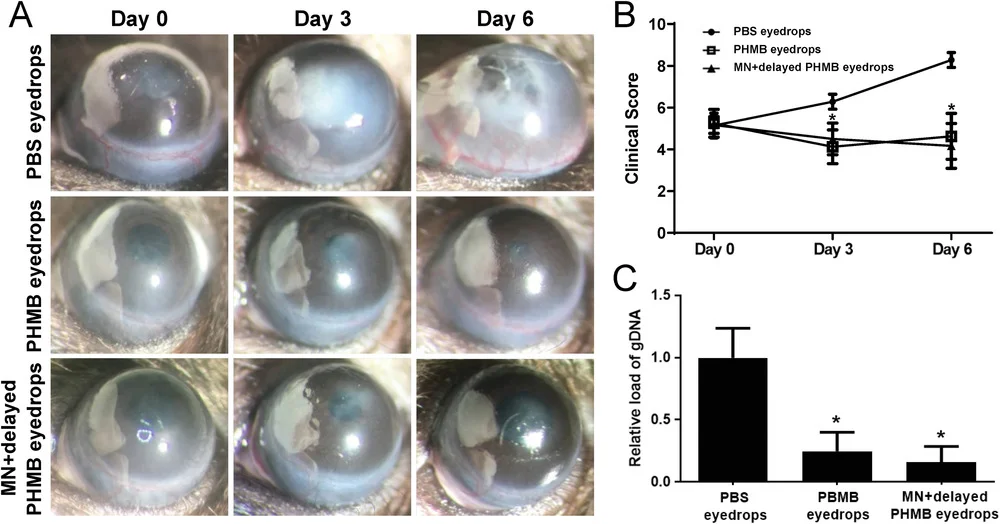 A
Day 0
Day 3
Day 6
PBS eyedrops
PHMB eyedrops
MN+delayed
PHMB eyedrops
B
PBS eyedrops
PHMB eyedrops
MN+delayed PHMB eyedrops
Clinical Score
10
8
6
4
2
0
*
*
Day 0
Day 3
Day 6
C
Relative load of gDNA
1.5
1.0
0.5
0.0
*
*
PBS
eyedrops
PBMB
eyedrops
MN+delayed
PHMB eyedrops